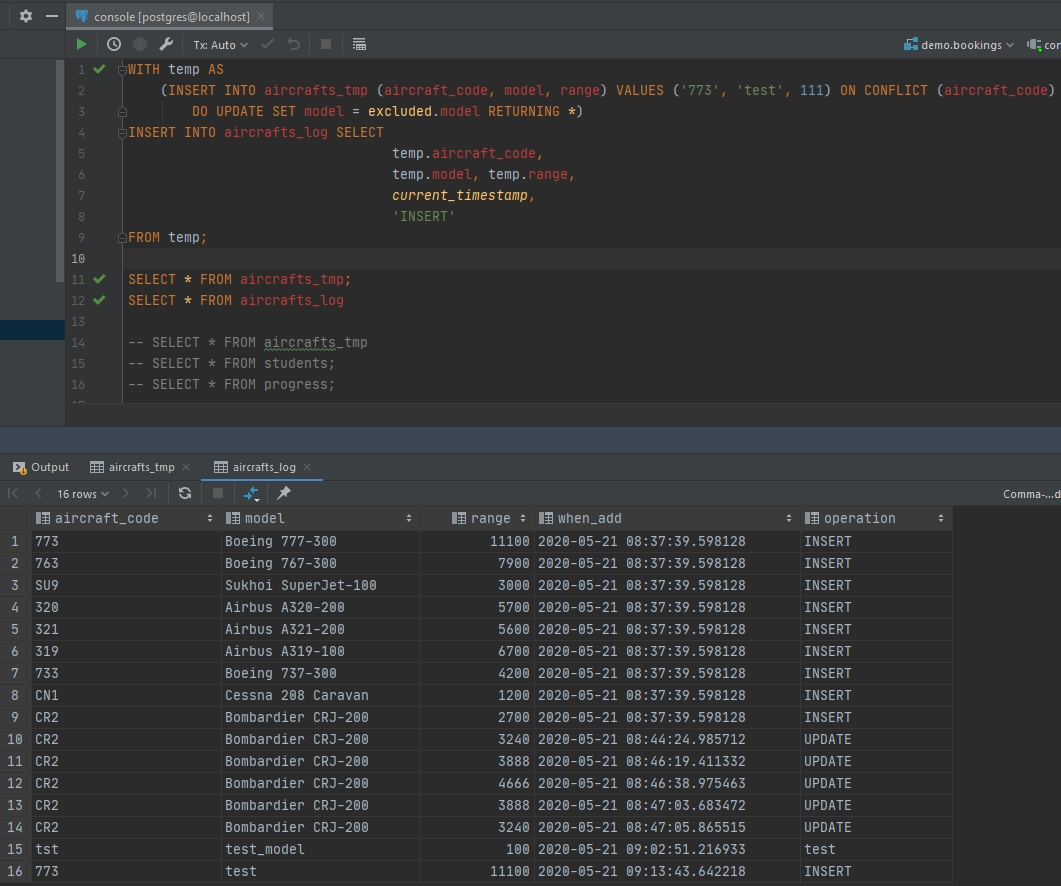 console [postgres@localhost]
Tx: Auto
demo.bookings
con
1 WITH temp AS
2 (INSERT INTO aircrafts_tmp (aircraft_code, model, range) VALUES ('773', 'test', 111) ON CONFLICT (aircraft_code)
3 DO UPDATE SET model = excluded.model RETURNING *)
4 INSERT INTO aircrafts_log SELECT
5 temp.aircraft_code,
6 temp.model, temp.range,
7 current_timestamp,
8 'INSERT'
9 FROM temp;
10
11 SELECT * FROM aircrafts_tmp;
12 SELECT * FROM aircrafts_log
13
14 -- SELECT * FROM aircrafts_tmp
15 -- SELECT * FROM students;
16 -- SELECT * FROM progress;
Output aircrafts_tmp aircrafts_log
16 rows Comma-...d
aircraft_code model range when_add operation
1 773 Boeing 777-300 11100 2020-05-21 08:37:39.598128 INSERT
2 763 Boeing 767-300 7900 2020-05-21 08:37:39.598128 INSERT
3 SU9 Sukhoi SuperJet-100 3000 2020-05-21 08:37:39.598128 INSERT
4 320 Airbus A320-200 5700 2020-05-21 08:37:39.598128 INSERT
5 321 Airbus A321-200 5600 2020-05-21 08:37:39.598128 INSERT
6 319 Airbus A319-100 6700 2020-05-21 08:37:39.598128 INSERT
7 733 Boeing 737-300 4200 2020-05-21 08:37:39.598128 INSERT
8 CN1 Cessna 208 Caravan 1200 2020-05-21 08:37:39.598128 INSERT
9 CR2 Bombardier CRJ-200 2700 2020-05-21 08:37:39.598128 INSERT
10 CR2 Bombardier CRJ-200 3240 2020-05-21 08:44:24.985712 UPDATE
11 CR2 Bombardier CRJ-200 3888 2020-05-21 08:46:19.411332 UPDATE
12 CR2 Bombardier CRJ-200 4666 2020-05-21 08:46:38.975463 UPDATE
13 CR2 Bombardier CRJ-200 3888 2020-05-21 08:47:03.683472 UPDATE
14 CR2 Bombardier CRJ-200 3240 2020-05-21 08:47:05.865515 UPDATE
15 tst test_model 100 2020-05-21 09:02:51.216933 test
16 773 test 11100 2020-05-21 09:13:43.642218 INSERT